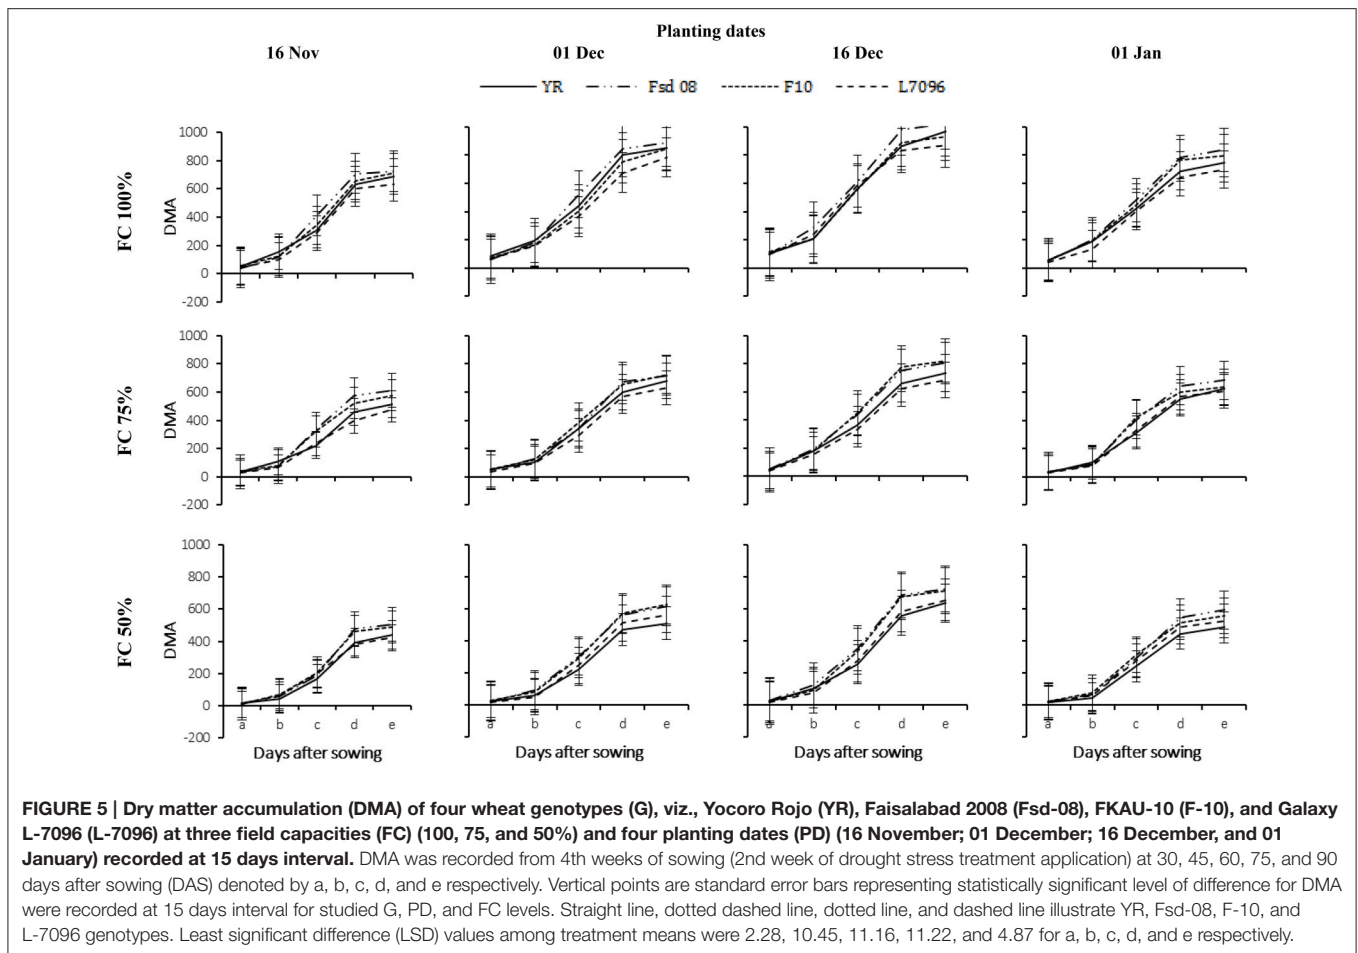 Planting dates
16 Nov 01 Dec 16 Dec 01 Jan
YR Fsd 08 F10 L7096
FC 100%
DMA
1000
800
600
400
200
0
-200
FC 75%
DMA
1000
800
600
400
200
0
-200
FC 50%
DMA
1000
800
600
400
200
0
-200
a b c d e a b c d e a b c d e a b c d e
Days after sowing Days after sowing Days after sowing Days after sowing
FIGURE 5 | Dry matter accumulation (DMA) of four wheat genotypes (G), viz., Yocoro Rojo (YR), Faisalabad 2008 (Fsd-08), FKAU-10 (F-10), and Galaxy
L-7096 (L-7096) at three field capacities (FC) (100, 75, and 50%) and four planting dates (PD) (16 November; 01 December; 16 December, and 01
January) recorded at 15 days interval. DMA was recorded from 4th weeks of sowing (2nd week of drought stress treatment application) at 30, 45, 60, 75, and 90
days after sowing (DAS) denoted by a, b, c, d, and e respectively. Vertical points are standard error bars representing statistically significant level of difference for DMA
were recorded at 15 days interval for studied G, PD, and FC levels. Straight line, dotted dashed line, dotted line, and dashed line illustrate YR, Fsd-08, F-10, and
L-7096 genotypes. Least significant difference (LSD) values among treatment means were 2.28, 10.45, 11.16, 11.22, and 4.87 for a, b, c, d, and e respectively.